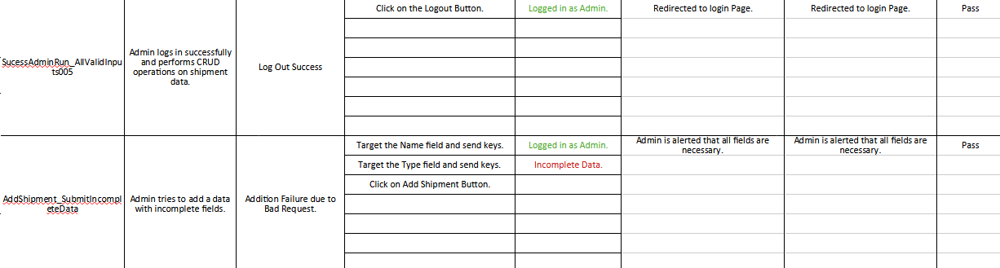 Click on the Logout Button.
Logged in as Admin.
Redirected to login Page.
Redirected to login Page.
Pass
SucessAdminRun_AllValidInpu
ts005
Admin logs in successfully
and performs CRUD
operations on shipment
data.
Log Out Success
Target the Name field and send keys.
Logged in as Admin.
Admin is alerted that all fields are
necessary.
Admin is alerted that all fields are
necessary.
Pass
Target the Type field and send keys.
Incomplete Data.
Click on Add Shipment Button.
AddShipment_SubmitIncompl
eteData
Admin tries to add a data
with incomplete fields.
Addition Failure due to
Bad Request.